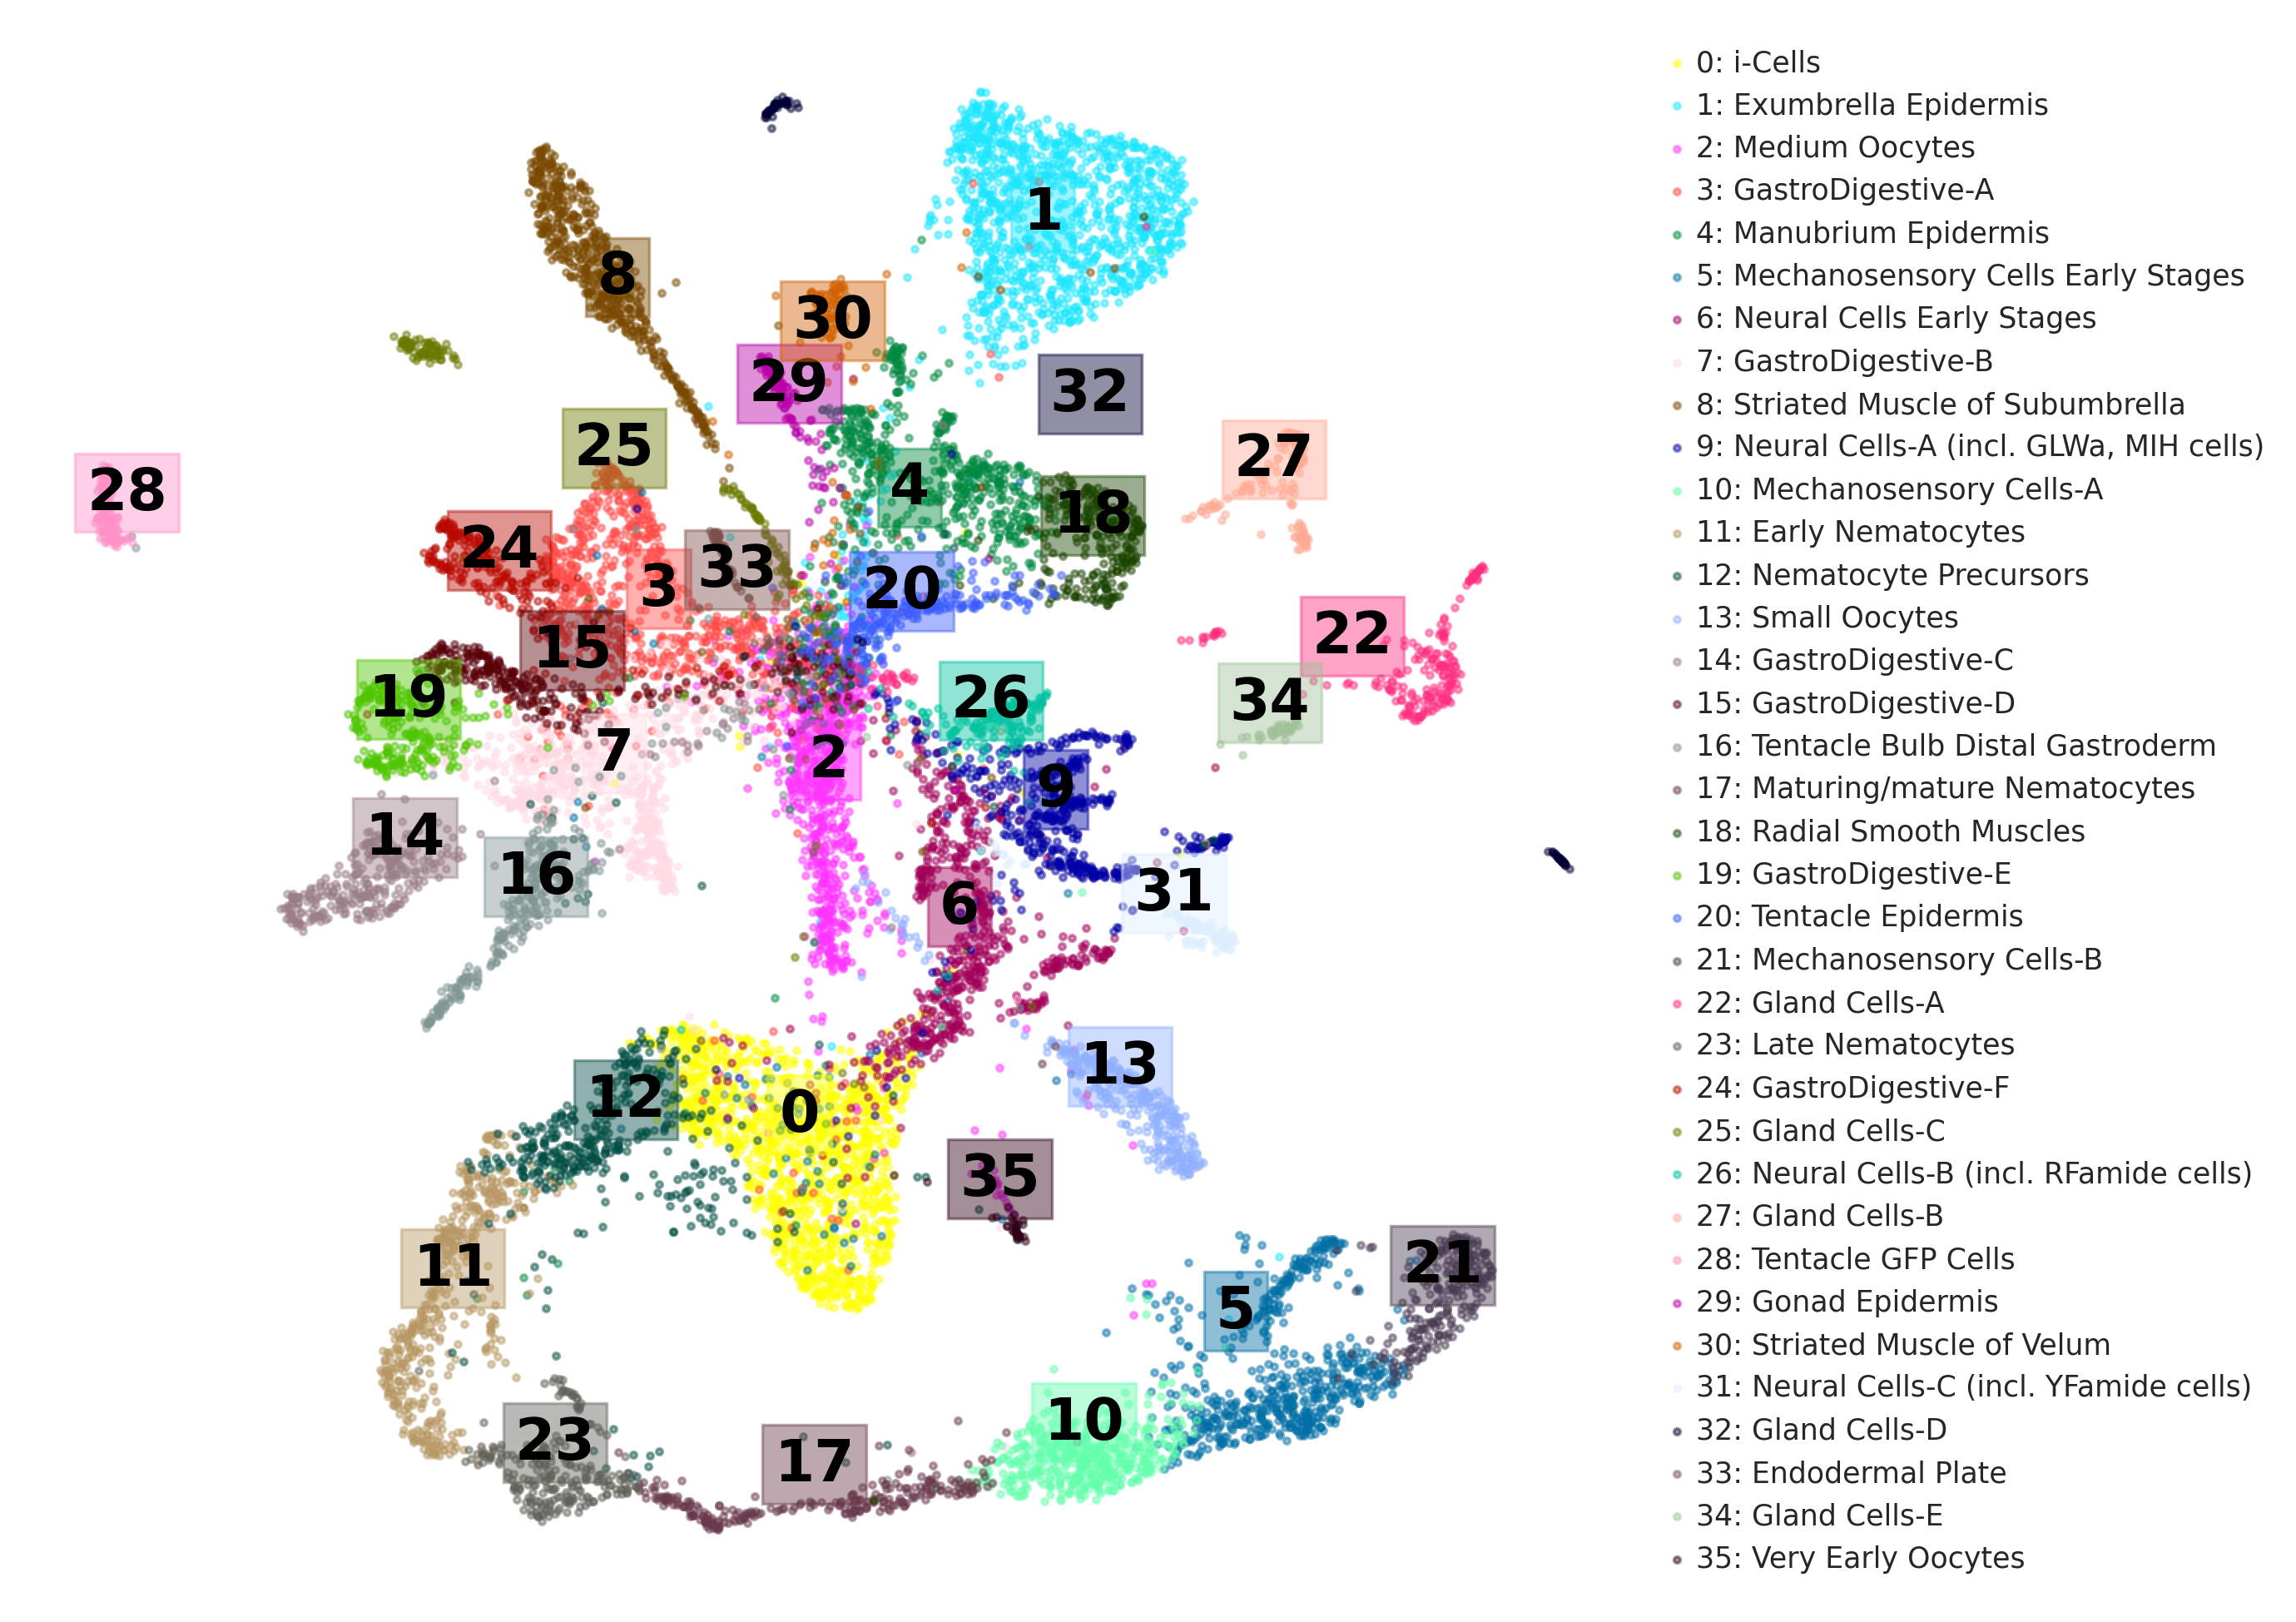 1
8
30
29
32
25
27
28
4
18
24
3
33
20
15
22
19
26
34
7
2
9
14
16
6
31
12
13
0
35
11
5
21
23
17
10
0: i-Cells
1: Exumbrella Epidermis
2: Medium Oocytes
3: GastroDigestive-A
4: Manubrium Epidermis
5: Mechanosensory Cells Early Stages
6: Neural Cells Early Stages
7: GastroDigestive-B
8: Striated Muscle of Subumbrella
9: Neural Cells-A (incl. GLWa, MIH cells)
10: Mechanosensory Cells-A
11: Early Nematocytes
12: Nematocyte Precursors
13: Small Oocytes
14: GastroDigestive-C
15: GastroDigestive-D
16: Tentacle Bulb Distal Gastroderm
17: Maturing/mature Nematocytes
18: Radial Smooth Muscles
19: GastroDigestive-E
20: Tentacle Epidermis
21: Mechanosensory Cells-B
22: Gland Cells-A
23: Late Nematocytes
24: GastroDigestive-F
25: Gland Cells-C
26: Neural Cells-B (incl. RFamide cells)
27: Gland Cells-B
28: Tentacle GFP Cells
29: Gonad Epidermis
30: Striated Muscle of Velum
31: Neural Cells-C (incl. YFamide cells)
32: Gland Cells-D
33: Endodermal Plate
34: Gland Cells-E
35: Very Early Oocytes